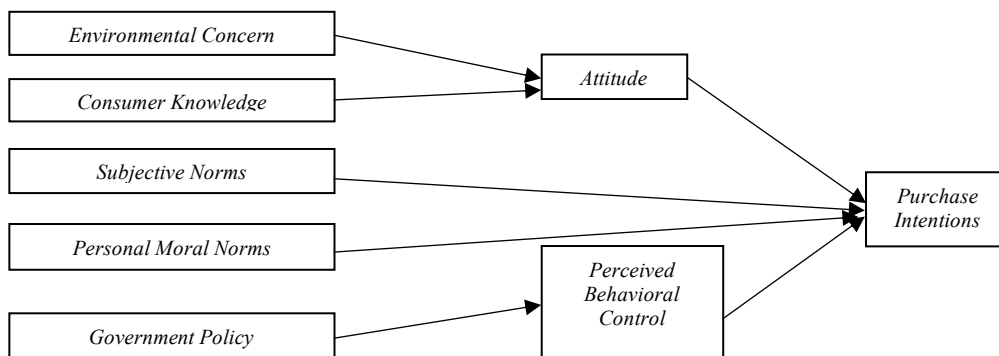 Environmental Concern
Consumer Knowledge
Attitude
Subjective Norms
Purchase
Intentions
Personal Moral Norms
Perceived
Behavioral
Control
Government Policy